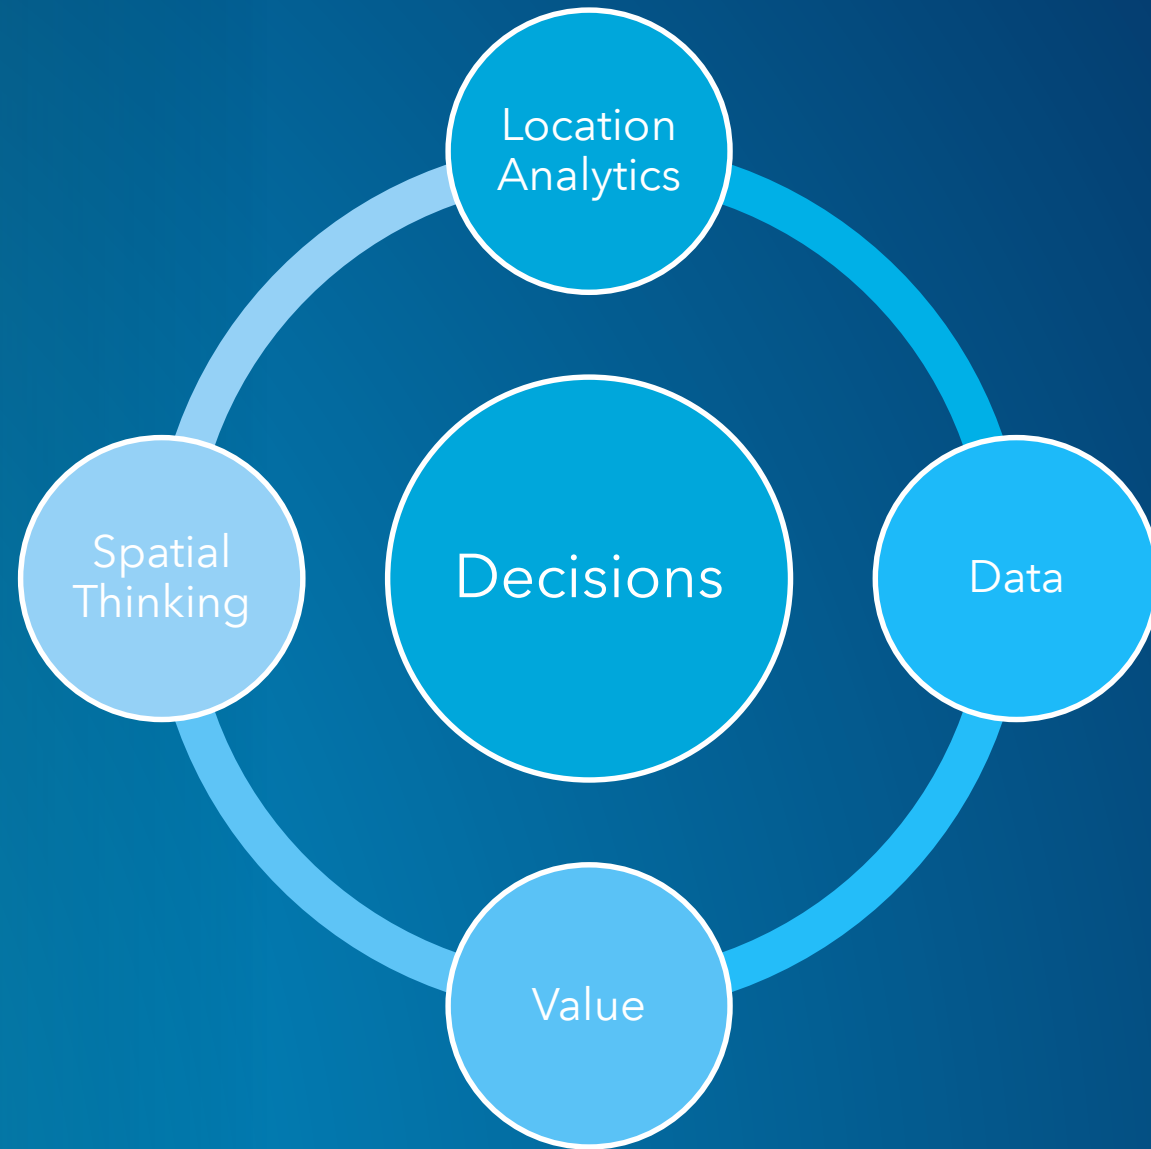 Location
Analytics
Spatial
Thinking
Decisions
Data
Value